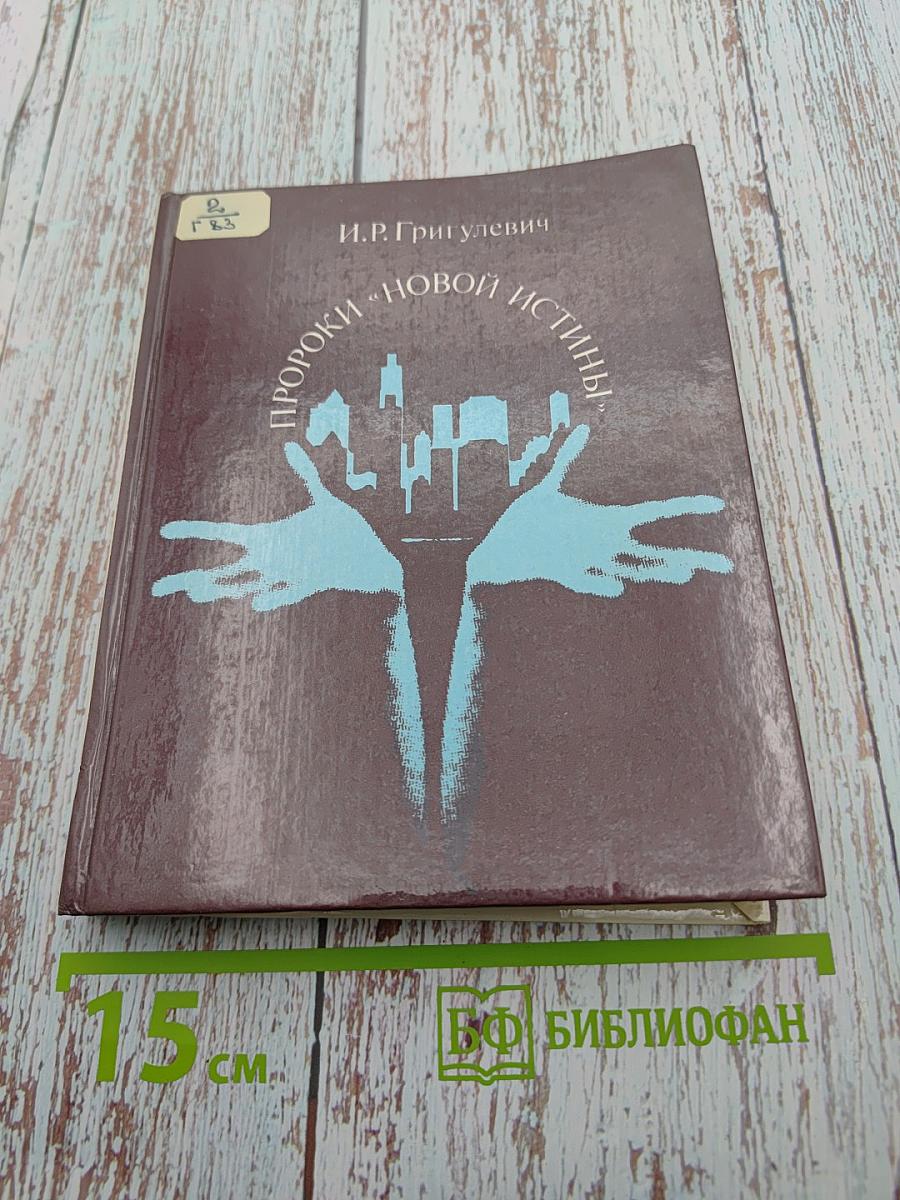 2
Г 83
И.Р. Григулевич
ПРОРОКИ «НОВОЙ ИСТИНЫ»
15 см
БФ БИБЛИОФАН